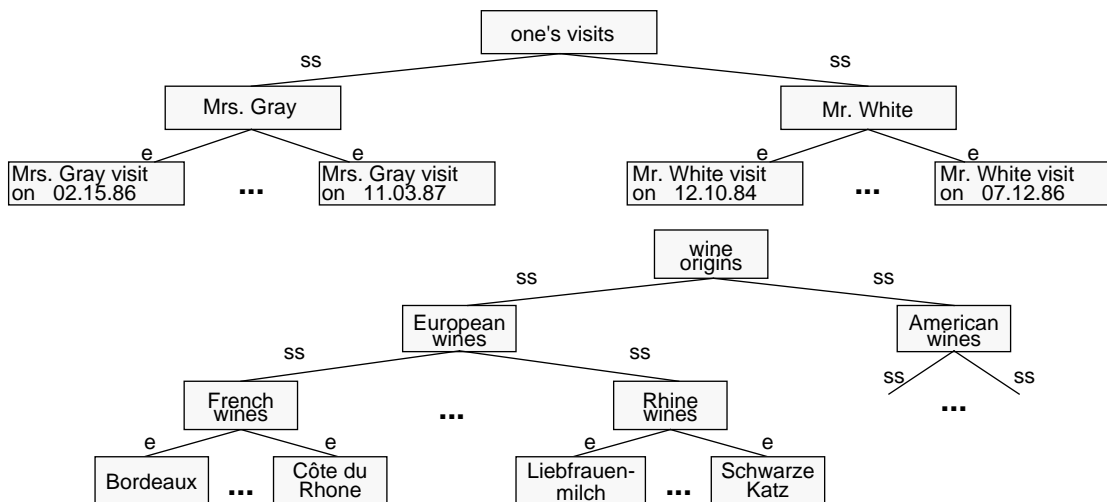 one's visits
ss
ss
Mrs. Gray
Mr. White
e
e
e
e
Mrs. Gray visit
on 02.15.86
...
Mrs. Gray visit
on 11.03.87
Mr. White visit
on 12.10.84
...
Mr. White visit
on 07.12.86
wine
origins
ss
ss
European
wines
American
wines
ss
ss
ss
ss
French
wines
...
Rhine
wines
...
e
e
e
e
Bordeaux
...
Côte du
Rhone
Liebfrauen-
milch
...
Schwarze
Katz